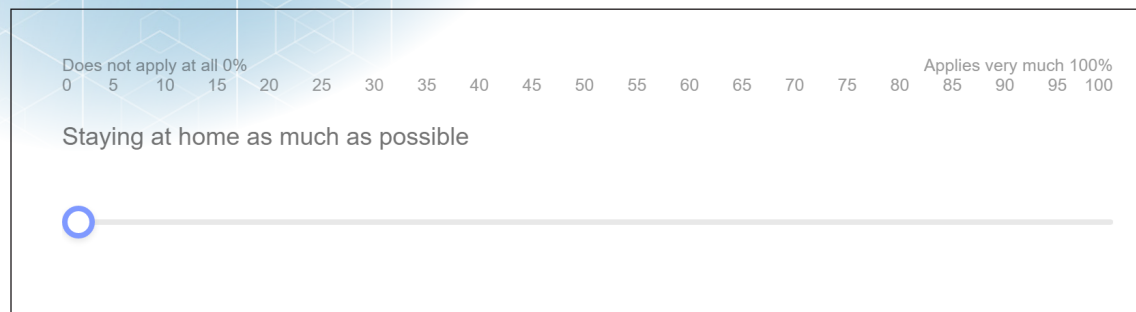 Does not apply at all 0% Applies very much 100%
0 5 10 15 20 25 30 35 40 45 50 55 60 65 70 75 80 85 90 95 100
Staying at home as much as possible